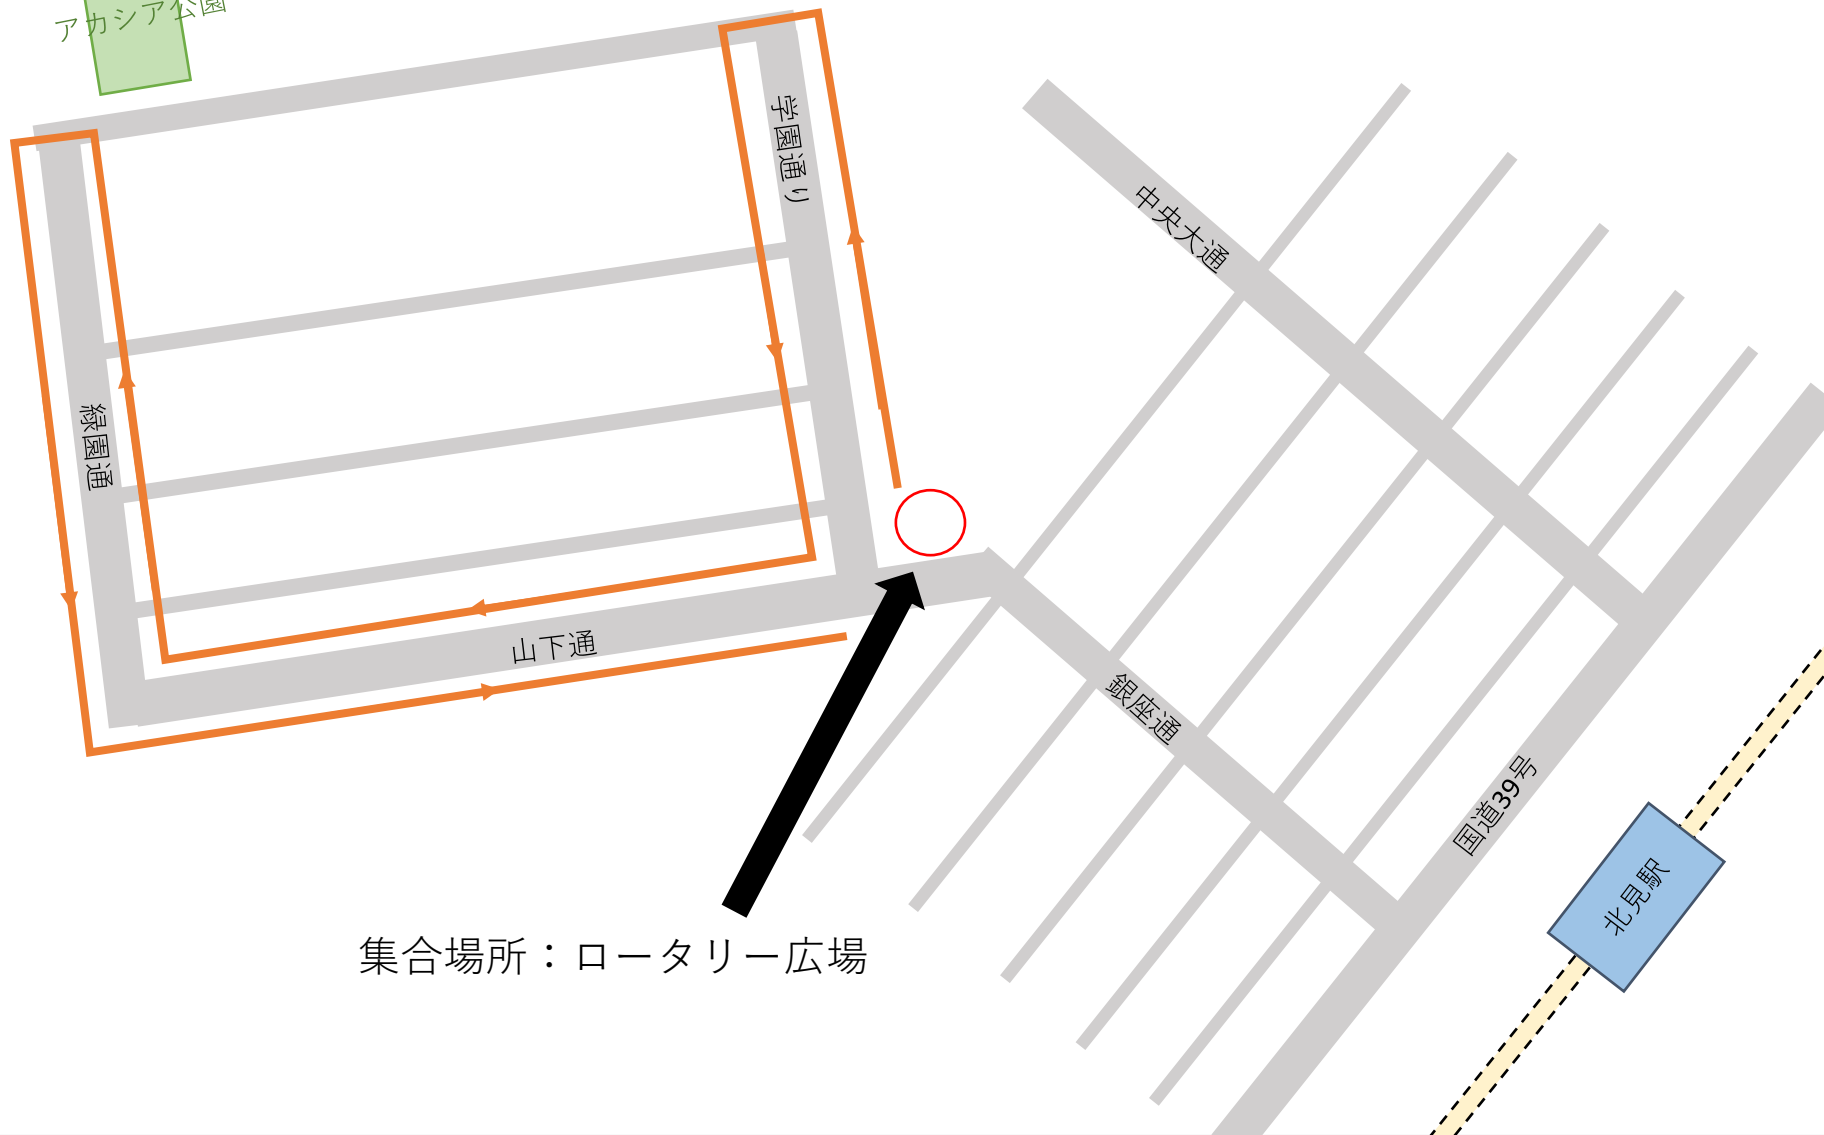 アカシア公園
学園通り
中央大通
緑園通
山下通
銀座通
国道39号
北見駅
集合場所：ロータリー広場